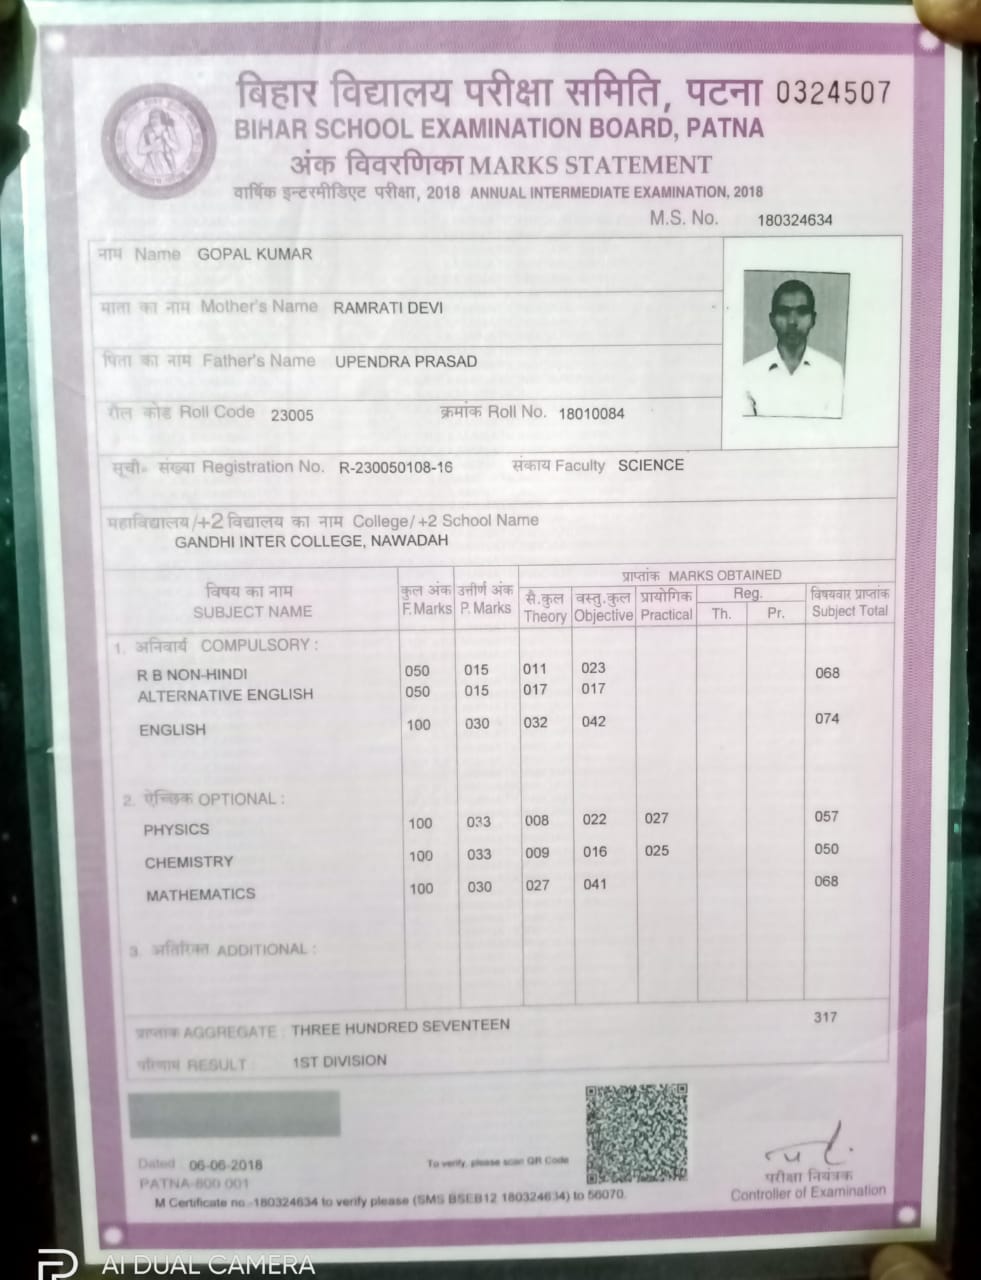 बिहार विद्यालय परीक्षा समिति, पटना 0324507
BIHAR SCHOOL EXAMINATION BOARD, PATNA
अंक विवरणिका MARKS STATEMENT
वार्षिक इन्टरमीडिएट परीक्षा, 2018 ANNUAL INTERMEDIATE EXAMINATION, 2018
M.S. No. 180324634
नाम Name GOPAL KUMAR
माता का नाम Mother's Name RAMRATI DEVI
पिता का नाम Father's Name UPENDRA PRASAD
रौल कोड Roll Code 23005 क्रमांक Roll No. 18010084
सूची॰ संख्या Registration No. R-230050108-16 संकाय Faculty SCIENCE
महाविद्यालय/+2 विद्यालय का नाम College/+2 School Name
GANDHI INTER COLLEGE, NAWADAH
प्राप्तांक MARKS OBTAINED
विषय का नाम कुल अंक उत्तीर्ण अंक सै.कुल वस्तु.कुल प्रायोगिक Reg. विषयवार प्राप्तांक
SUBJECT NAME F.Marks P.Marks Theory Objective Practical Th. Pr. Subject Total
1. अनिवार्य COMPULSORY :
R B NON-HINDI 050 015 011 023 068
ALTERNATIVE ENGLISH 050 015 017 017
ENGLISH 100 030 032 042 074
2. ऐच्छिक OPTIONAL :
PHYSICS 100 033 008 022 027 057
CHEMISTRY 100 033 009 016 025 050
MATHEMATICS 100 030 027 041 068
3. अतिरिक्त ADDITIONAL :
प्राप्तांक AGGREGATE : THREE HUNDRED SEVENTEEN 317
परिणाम RESULT : 1ST DIVISION
Dated : 06-06-2018 To verify, please scan QR Code
PATNA-800 001
परीक्षा नियंत्रक
M Certificate no.-180324634 to verify please (SMS BSEB12 180324634) to 56070. Controller of Examination
AI DUAL CAMERA